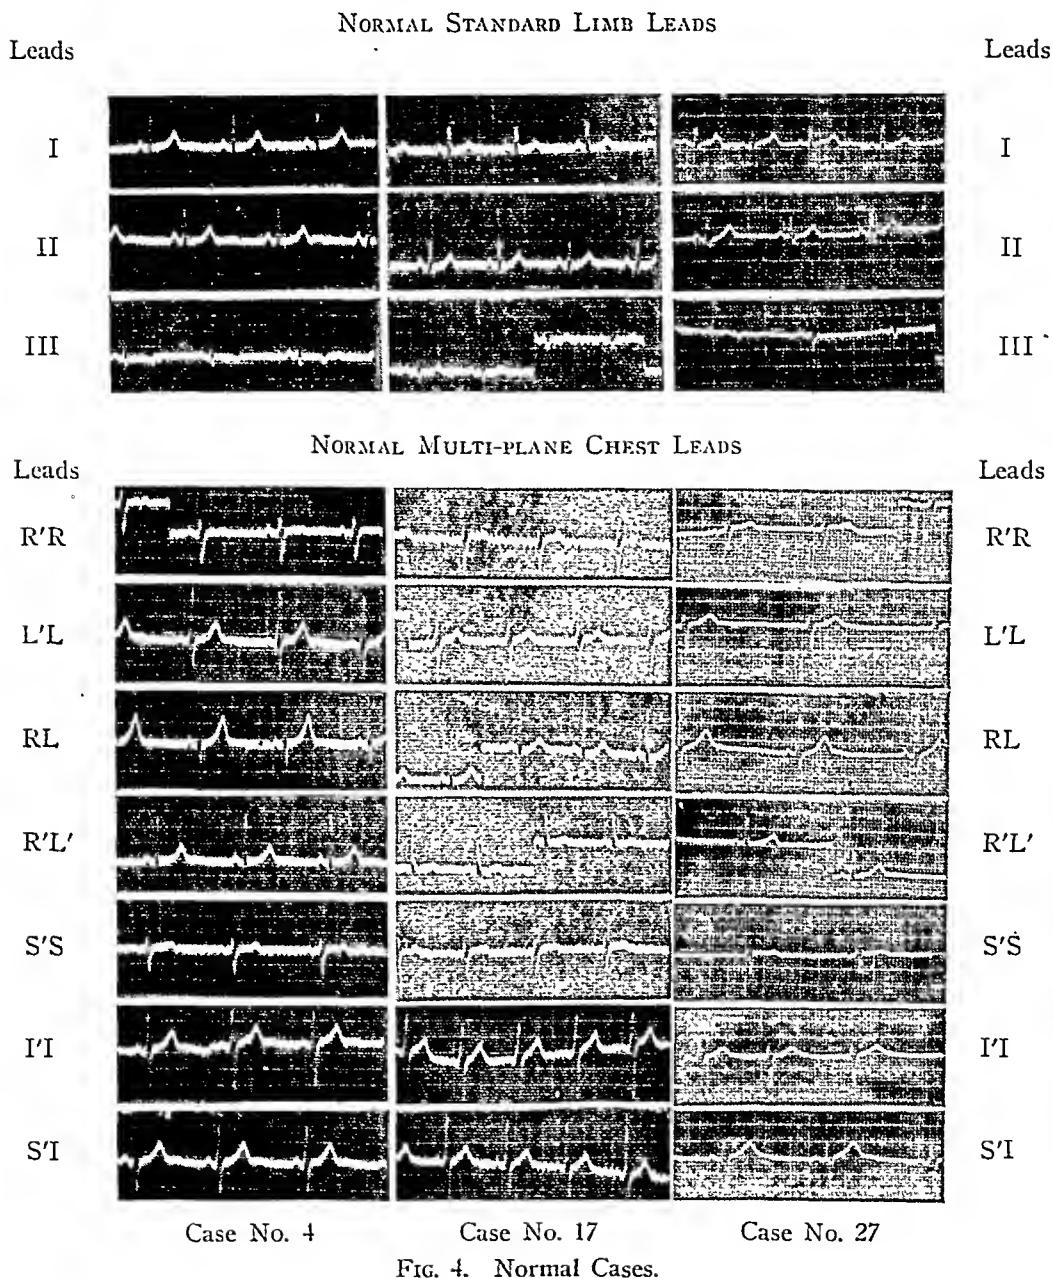 NORMAL STANDARD LIMB LEADS
Leads Leads
I I
II II
III III
NORMAL MULTI-PLANE CHEST LEADS
Leads Leads
R'R R'R
L'L L'L
RL RL
R'L' R'L'
S'S S'S
I'I I'I
S'I S'I
Case No. 4 Case No. 17 Case No. 27
FIG. 4. Normal Cases.